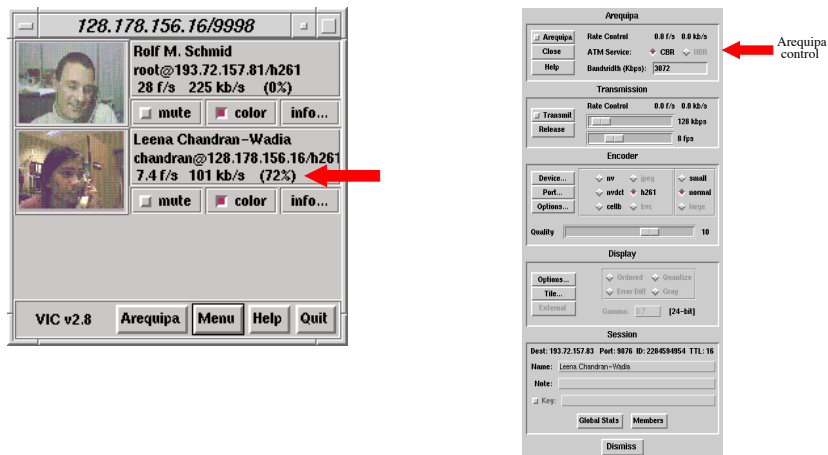 128.178.156.16/9998
Rolf M. Schmid
root@193.72.157.81/h261
28 f/s 225 kb/s (0%)
mute color info...
Leena Chandran-Wadia
chandran@128.178.156.16/h261
7.4 f/s 101 kb/s (72%)
mute color info...
VIC v2.8 Arequipa Menu Help Quit
Arequipa
Arequipa Rate Control 0.0 f/s 0.0 kb/s
Close ATM Service: CBR UBR
Help Bandwidth (Kbps): 3072
Arequipa
control
Transmission
Rate Control 0.0 f/s 0.0 kb/s
Transmit 128 kbps
Release 8 fps
Encoder
Device... nv jpeg small
Port... nvdct h261 normal
Options... cellb bvc large
Quality 10
Display
Options... Ordered Quantize
Tile... Error Diff Gray
External Gamma: 0.7 [24-bit]
Session
Dest: 193.72.157.83 Port: 9876 ID: 2284594954 TTL: 16
Name: Leena Chandran-Wadia
Note:
Key:
Global Stats Members
Dismiss